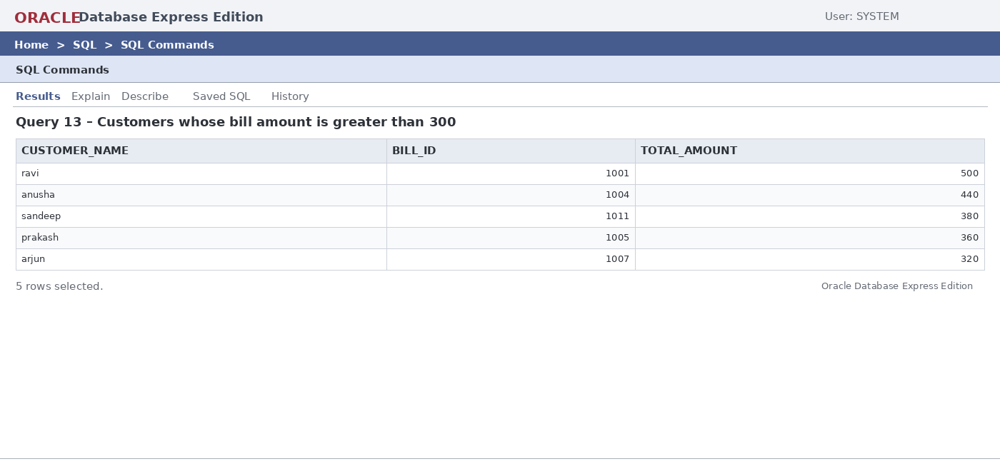 ORACLE Database Express Edition User: SYSTEM
Home > SQL > SQL Commands
SQL Commands
Results Explain Describe Saved SQL History
Query 13 – Customers whose bill amount is greater than 300
CUSTOMER_NAME BILL_ID TOTAL_AMOUNT
ravi 1001 500
anusha 1004 440
sandeep 1011 380
prakash 1005 360
arjun 1007 320
5 rows selected. Oracle Database Express Edition